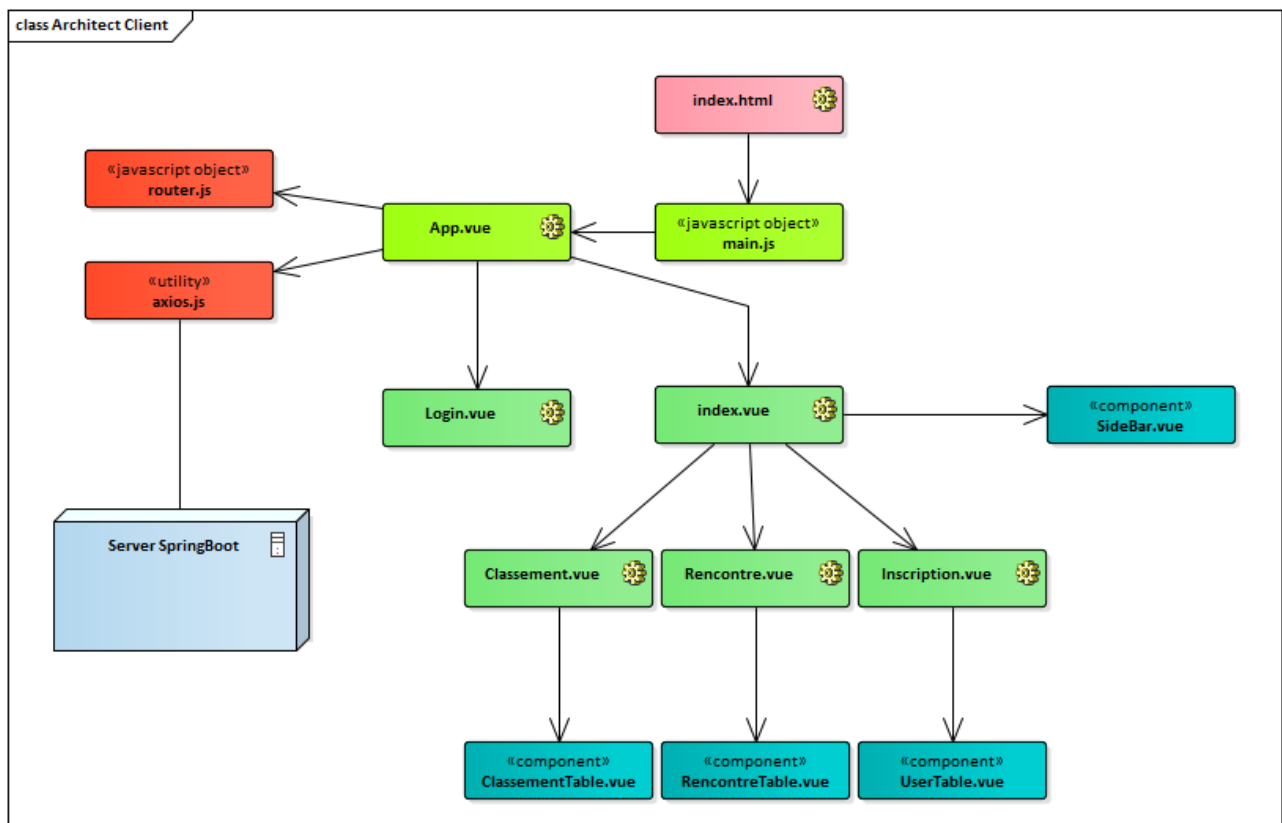 class Architect Client
index.html
«javascript object»
router.js
App.vue
«javascript object»
main.js
«utility»
axios.js
Login.vue
index.vue
«component»
SideBar.vue
Server SpringBoot
Classement.vue
Rencontre.vue
Inscription.vue
«component»
ClassementTable.vue
«component»
RencontreTable.vue
«component»
UserTable.vue